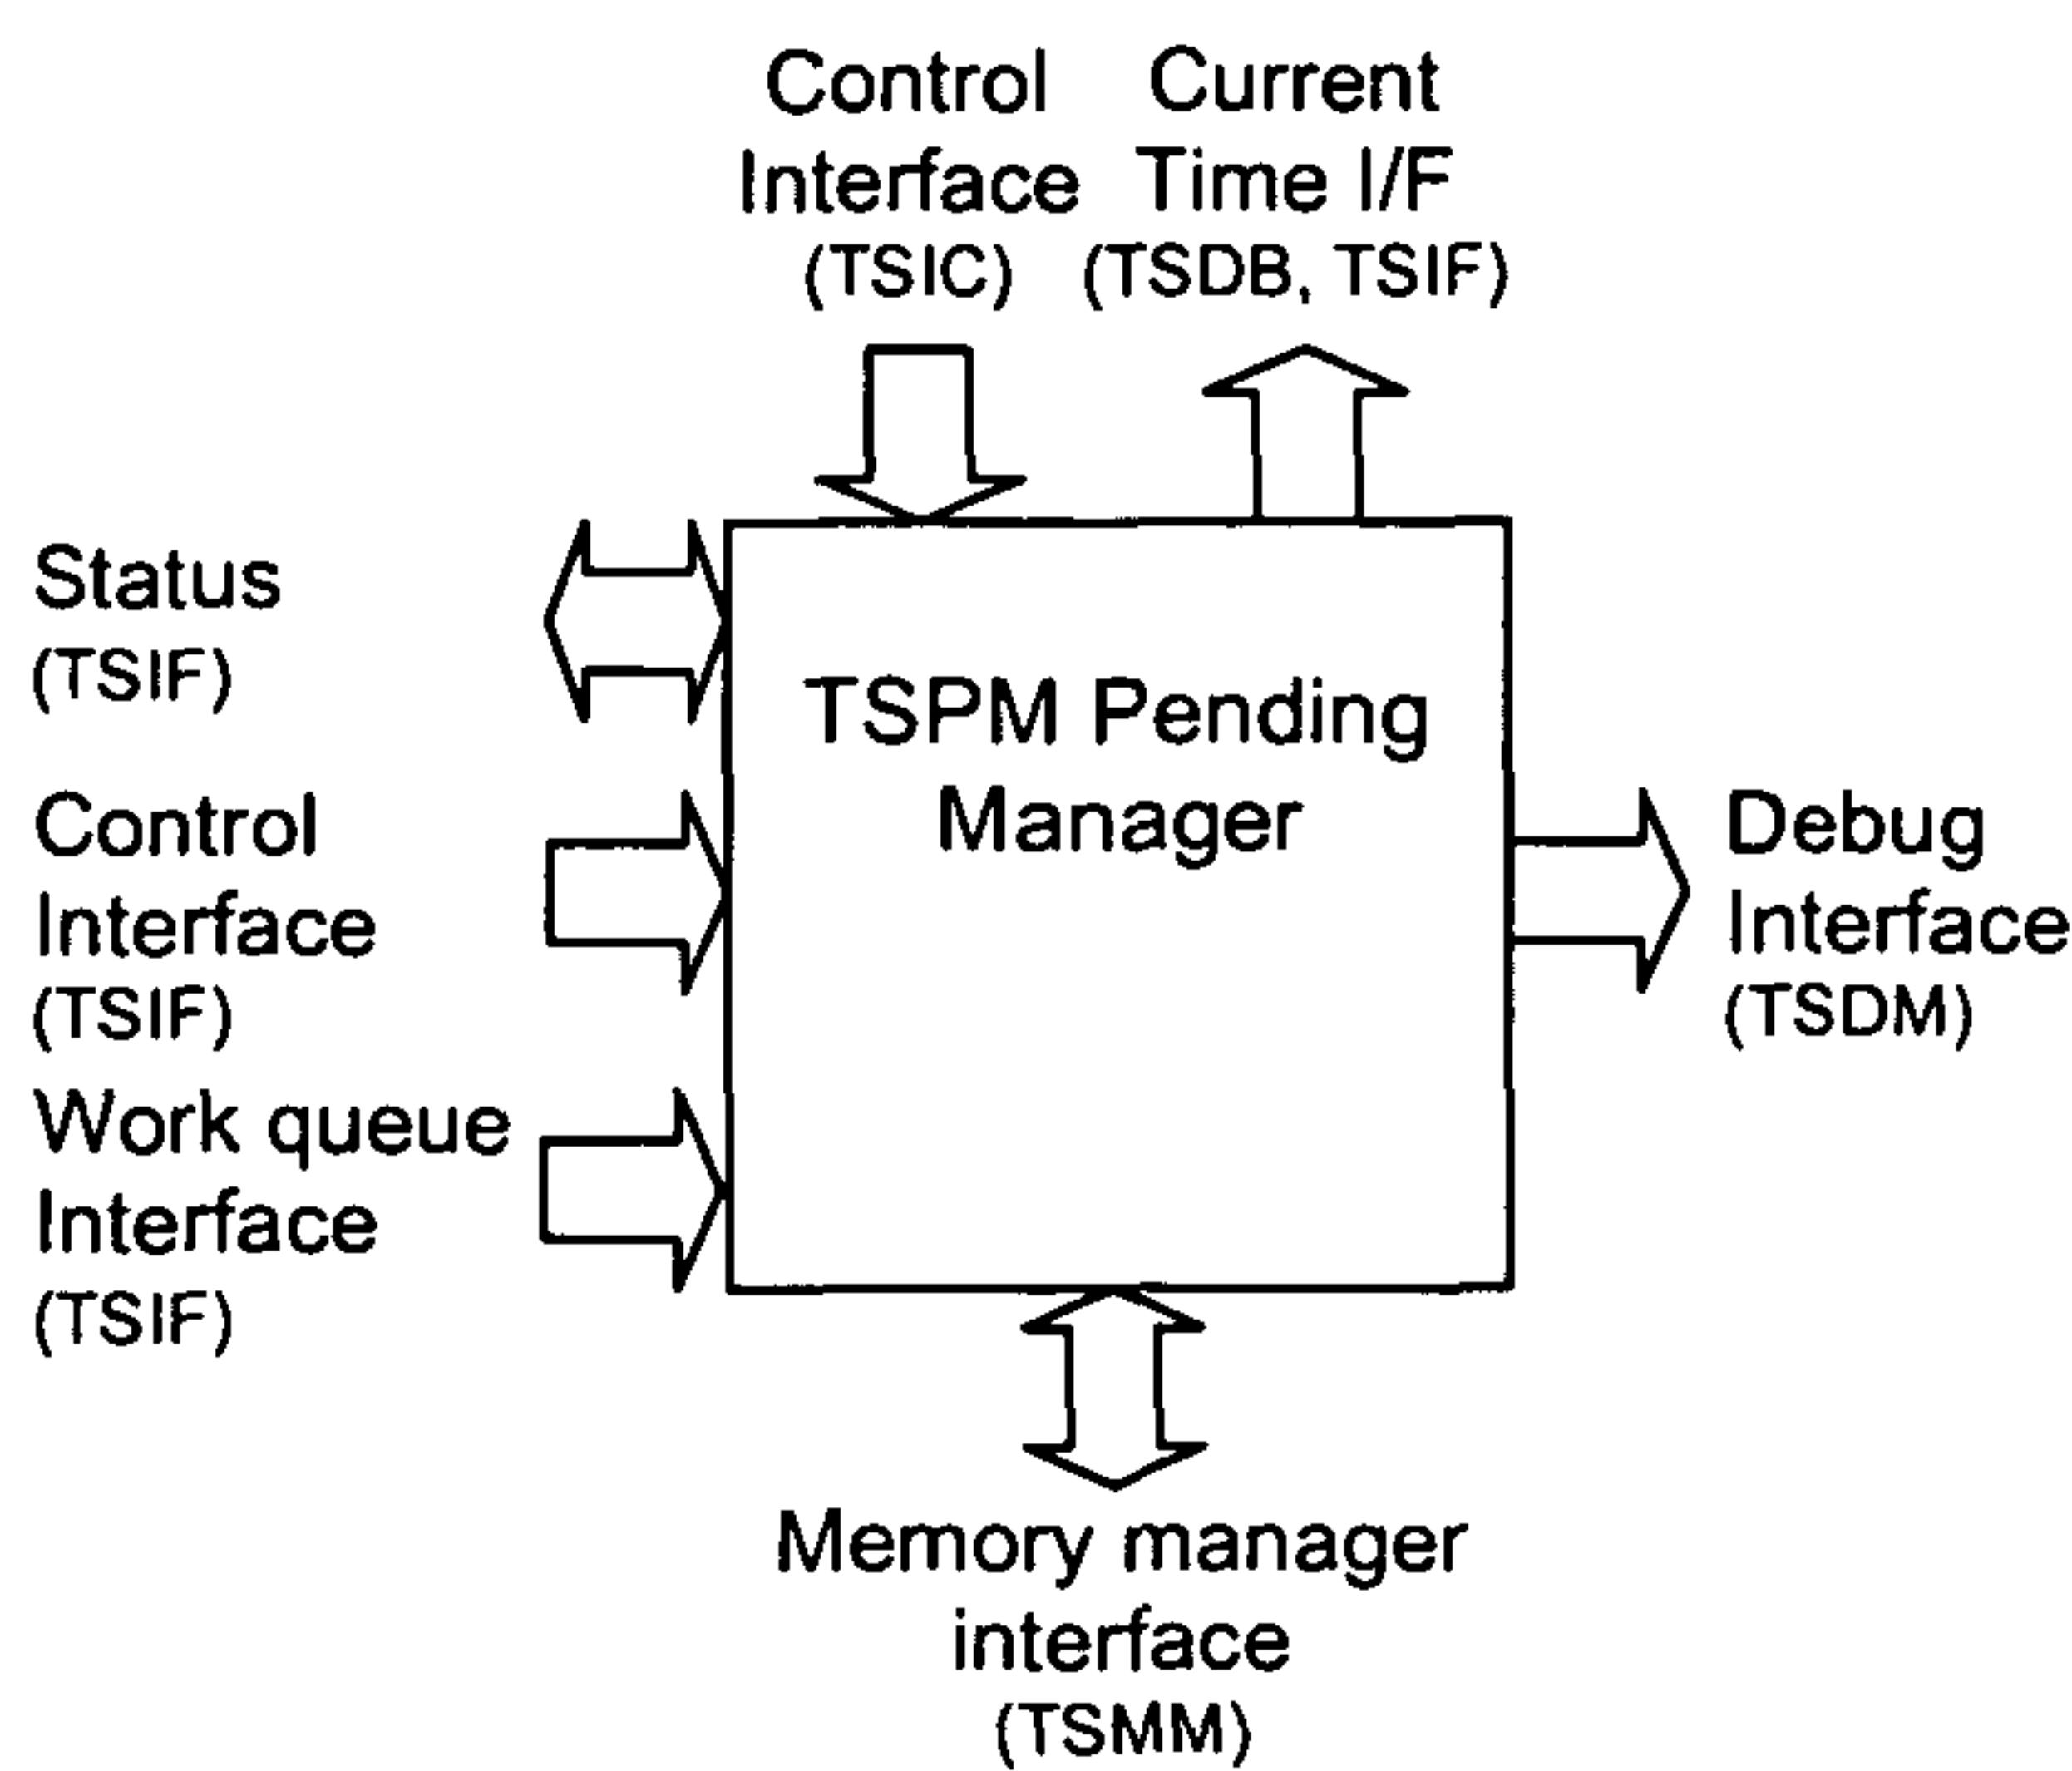 Control
Interface
(TSIC)
Current
Time I/F
(TSDB, TSIF)
Status
(TSIF)
TSPM Pending
Manager
Control
Interface
(TSIF)
Debug
Interface
(TSDM)
Work queue
Interface
(TSIF)
Memory manager
interface
(TSMM)